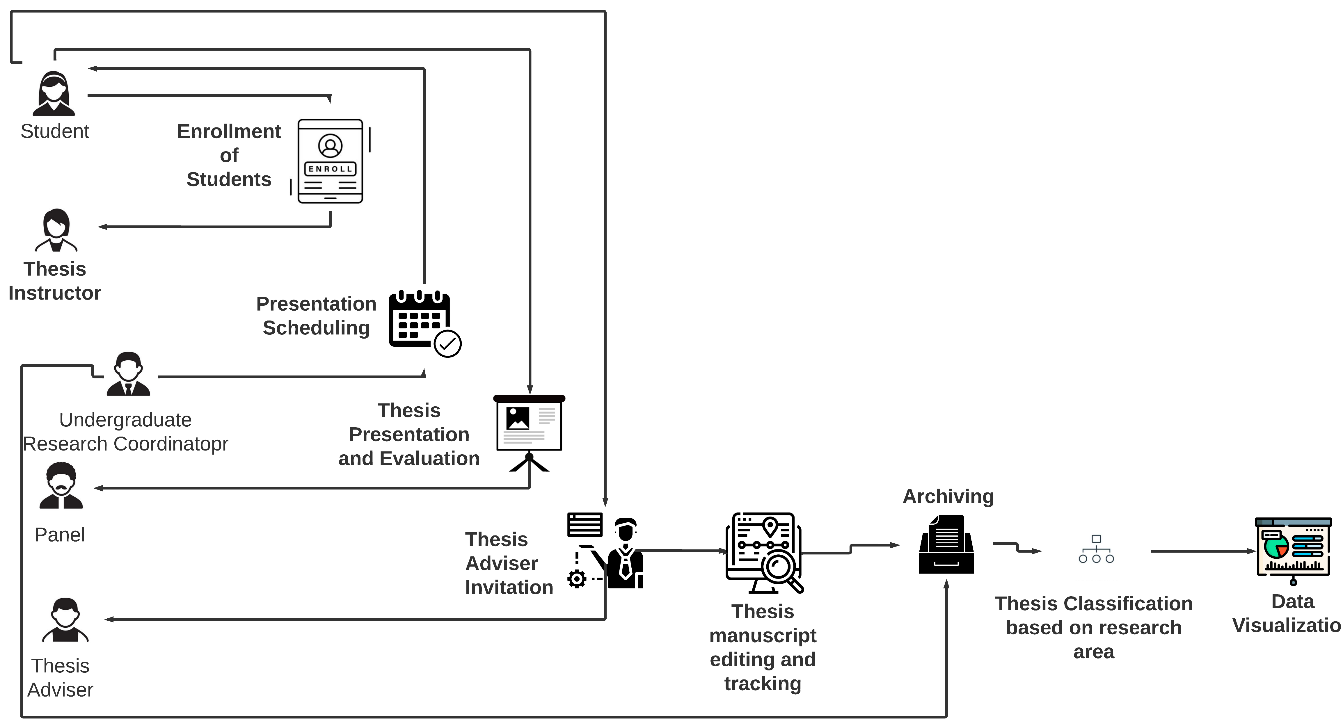 Student
Enrollment
of
Students
ENROLL
Thesis
Instructor
Presentation
Scheduling
Undergraduate
Research Coordinatopr
Thesis
Presentation
and Evaluation
Panel
Thesis
Adviser
Invitation
Thesis
Adviser
Thesis
manuscript
editing and
tracking
Archiving
Thesis Classification
based on research
area
Data
Visualizatio